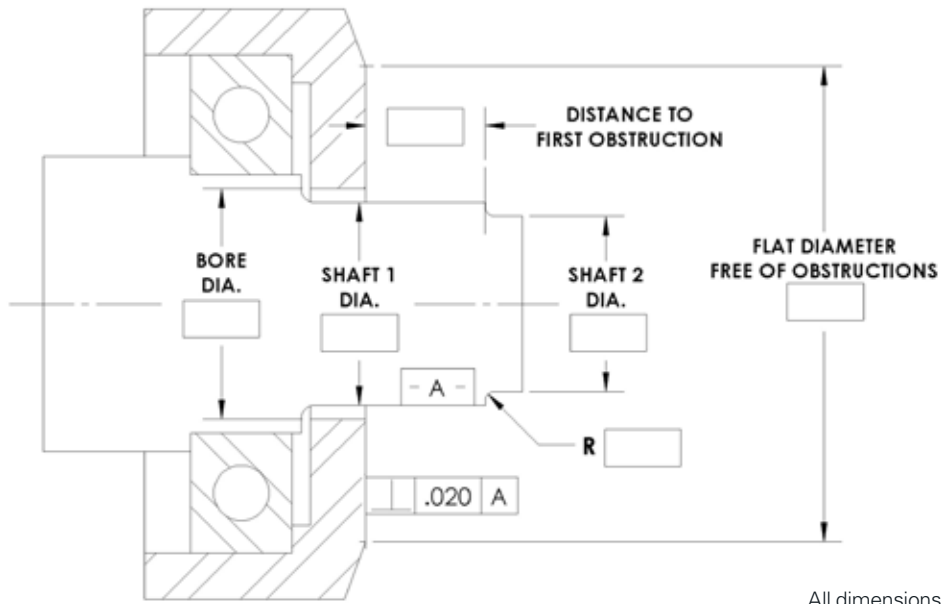 DISTANCE TO
FIRST OBSTRUCTION
BORE
DIA.
SHAFT 1
DIA.
SHAFT 2
DIA.
FLAT DIAMETER
FREE OF OBSTRUCTIONS
- A -
R
.020 A
All dimensions